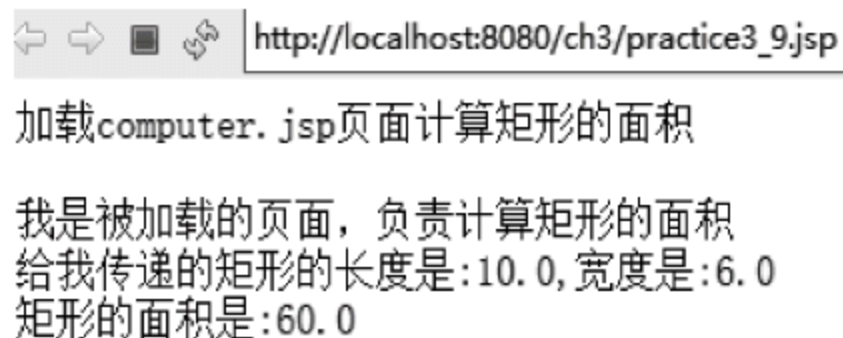 http://localhost:8080/ch3/practice3_9.jsp
加载computer.jsp页面计算矩形的面积
我是被加载的页面，负责计算矩形的面积
给我传递的矩形的长度是:10.0,宽度是:6.0
矩形的面积是:60.0